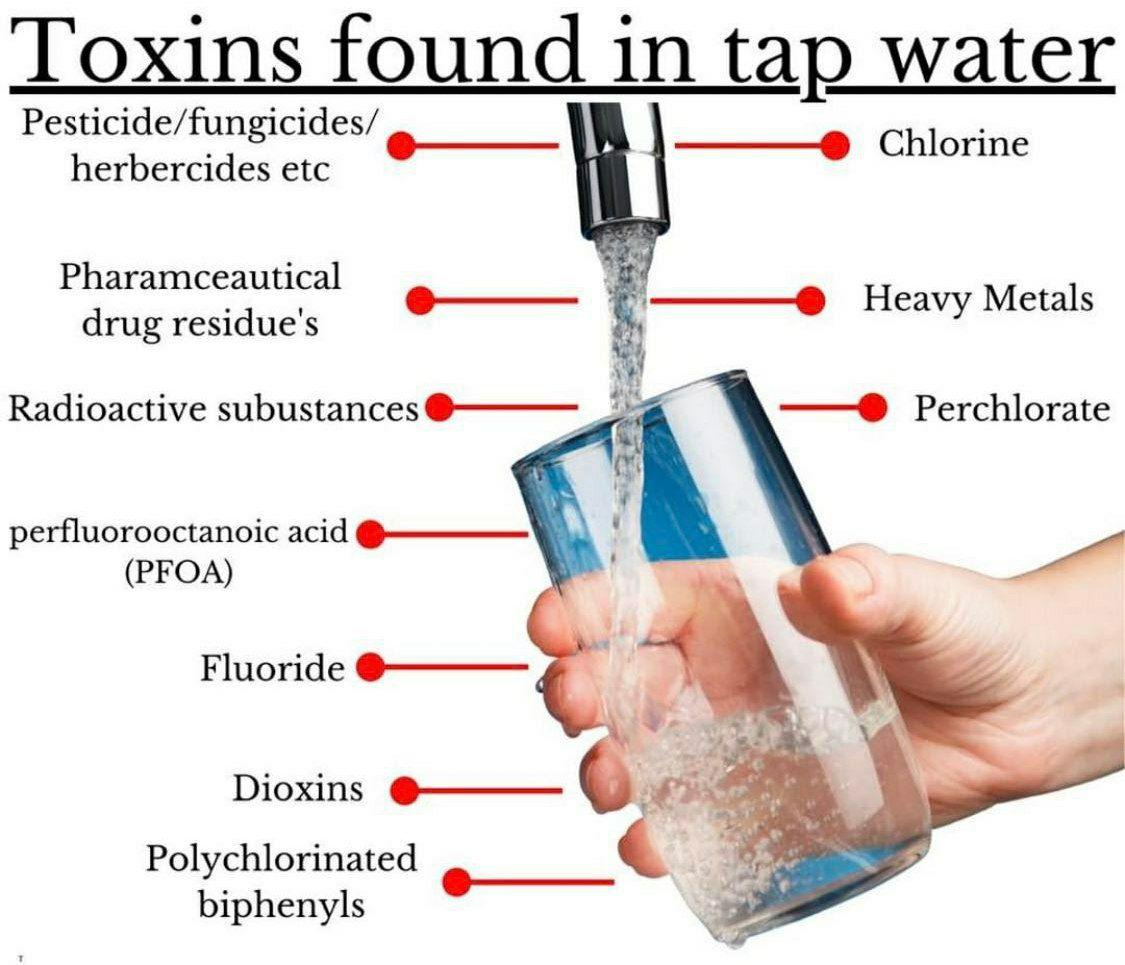 Toxins found in tap water
Pesticide/fungicides/
herbercides etc
Chlorine
Pharamceautical
drug residue's
Heavy Metals
Radioactive subustances
Perchlorate
perfluorooctanoic acid
(PFOA)
Fluoride
Dioxins
Polychlorinated
biphenyls
T